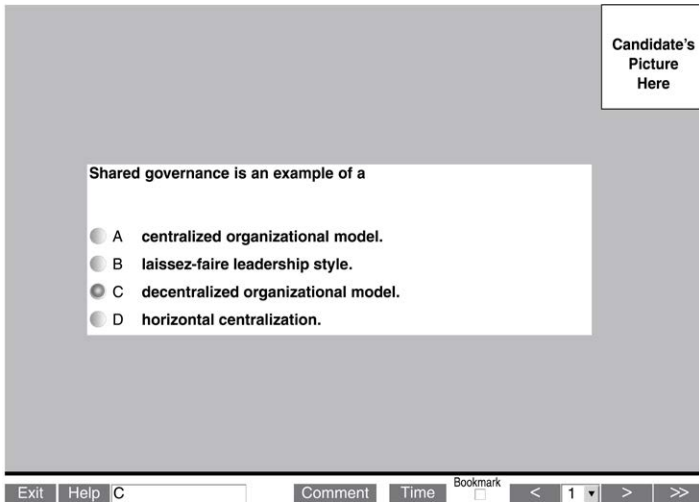 Candidate's
Picture
Here
Shared governance is an example of a
A centralized organizational model.
B laissez-faire leadership style.
C decentralized organizational model.
D horizontal centralization.
Exit Help C Comment Time Bookmark < 1 > >>